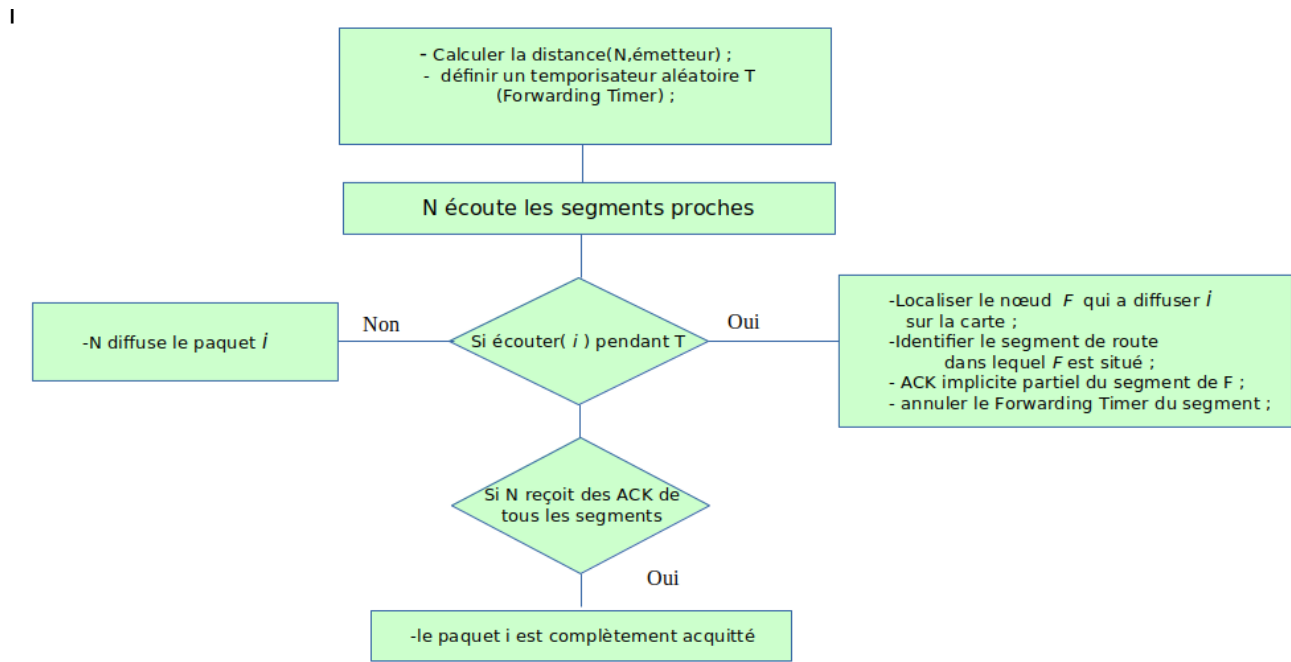 I
- Calculer la distance(N,émetteur) ;
- définir un temporisateur aléatoire T
(Forwarding Timer) ;
N écoute les segments proches
-N diffuse le paquet i
Non
Si écouter( i ) pendant T
Oui
-Localiser le nœud F qui a diffuser i
sur la carte ;
-Identifier le segment de route
dans lequel F est situé ;
- ACK implicite partiel du segment de F ;
- annuler le Forwarding Timer du segment ;
Si N reçoit des ACK de
tous les segments
Oui
-le paquet i est complètement acquitté